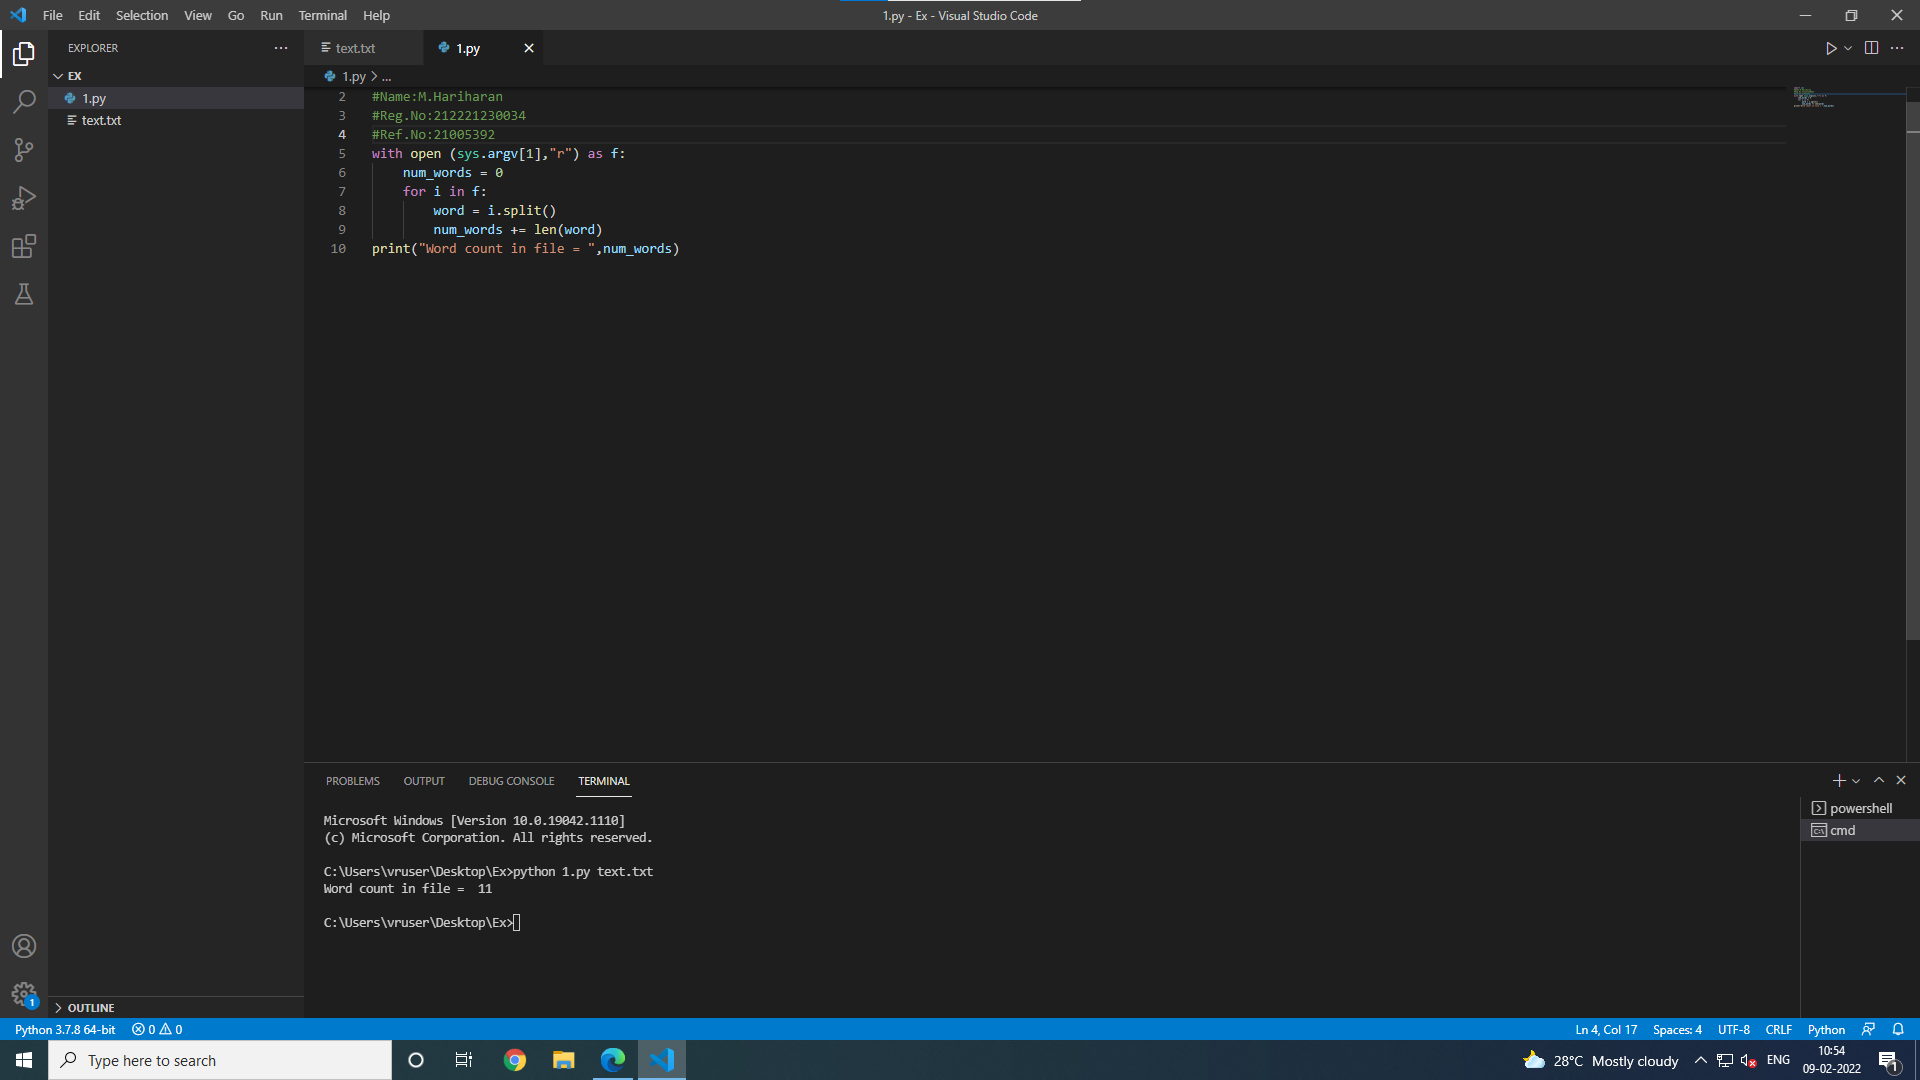 File Edit Selection View Go Run Terminal Help
1.py - Ex - Visual Studio Code
EXPLORER
EX
1.py
text.txt
text.txt
1.py
1.py > ...
2 #Name:M.Hariharan
3 #Reg.No:212221230034
4 #Ref.No:21005392
5 with open (sys.argv[1],"r") as f:
6 num_words = 0
7 for i in f:
8 word = i.split()
9 num_words += len(word)
10 print("Word count in file = ",num_words)
PROBLEMS OUTPUT DEBUG CONSOLE TERMINAL
Microsoft Windows [Version 10.0.19042.1110]
(c) Microsoft Corporation. All rights reserved.
C:\Users\vruser\Desktop\Ex>python 1.py text.txt
Word count in file =  11
C:\Users\vruser\Desktop\Ex>
powershell
cmd
1
OUTLINE
Python 3.7.8 64-bit 0 0
Ln 4, Col 17 Spaces: 4 UTF-8 CRLF Python
Type here to search
28°C Mostly cloudy
ENG
10:54
09-02-2022
1